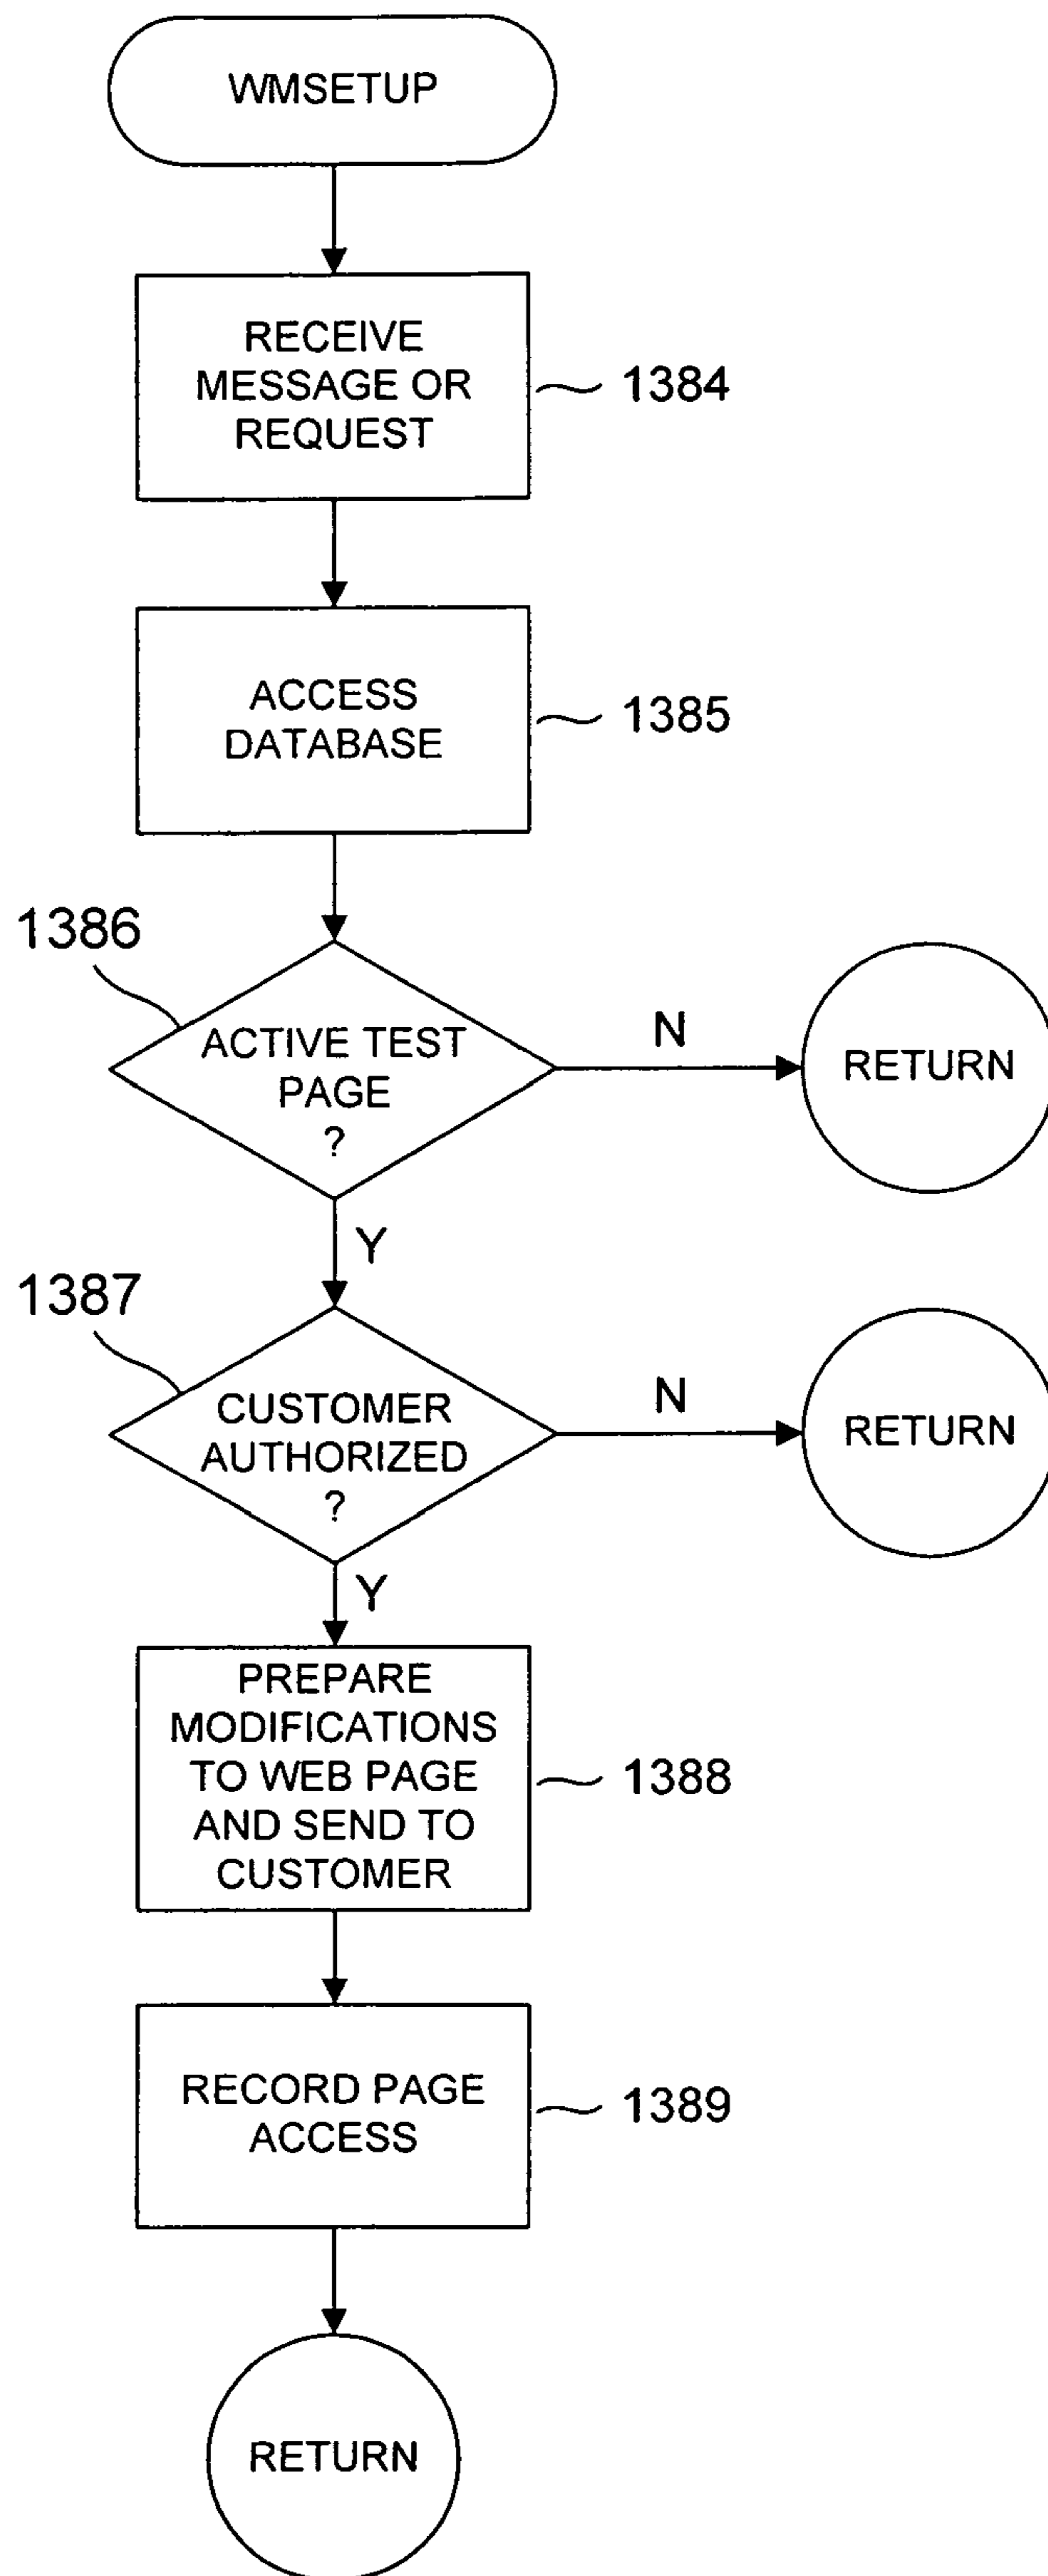 WMSETUP
RECEIVE
MESSAGE OR
REQUEST
1384
ACCESS
DATABASE
1385
1386
ACTIVE TEST
PAGE
?
N
RETURN
Y
1387
CUSTOMER
AUTHORIZED
?
N
RETURN
Y
PREPARE
MODIFICATIONS
TO WEB PAGE
AND SEND TO
CUSTOMER
1388
RECORD PAGE
ACCESS
1389
RETURN